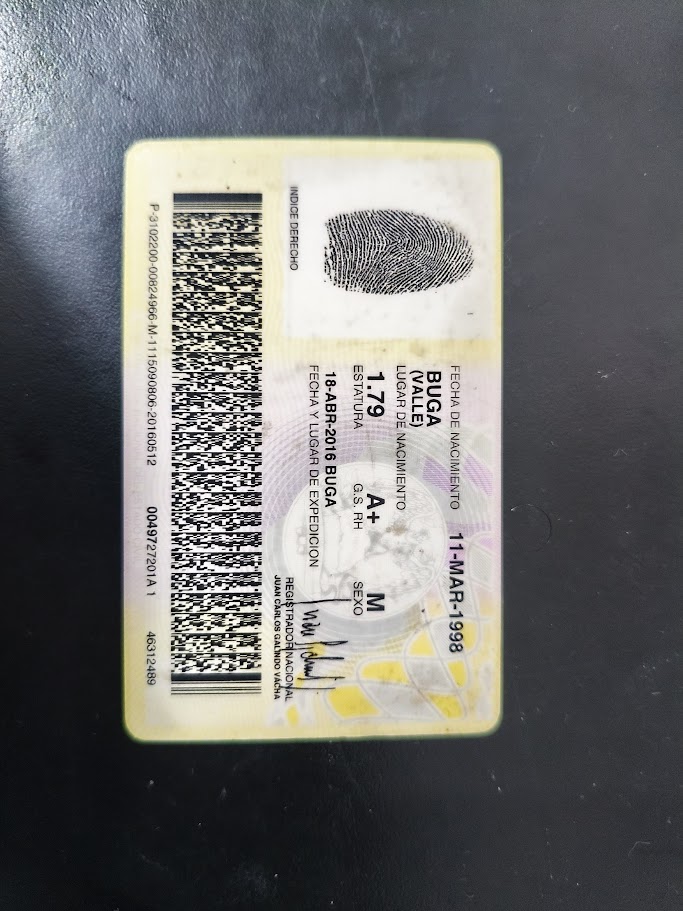 FECHA DE NACIMIENTO 11-MAR-1998
BUGA
(VALLE)
LUGAR DE NACIMIENTO
1.79 A+ M
ESTATURA G.S. RH SEXO
18-ABR-2016 BUGA
FECHA Y LUGAR DE EXPEDICION
INDICE DERECHO
REGISTRADOR NACIONAL
JUAN CARLOS GALINDO VÁCHA
P-3102200-00824966-M-1115090806-20160512 0049727201A 1 46312489